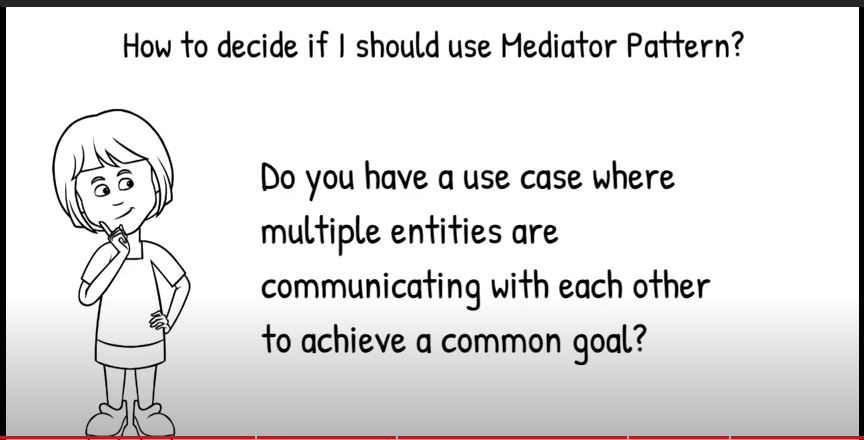 How to decide if I should use Mediator Pattern?
Do you have a use case where
multiple entities are
communicating with each other
to achieve a common goal?